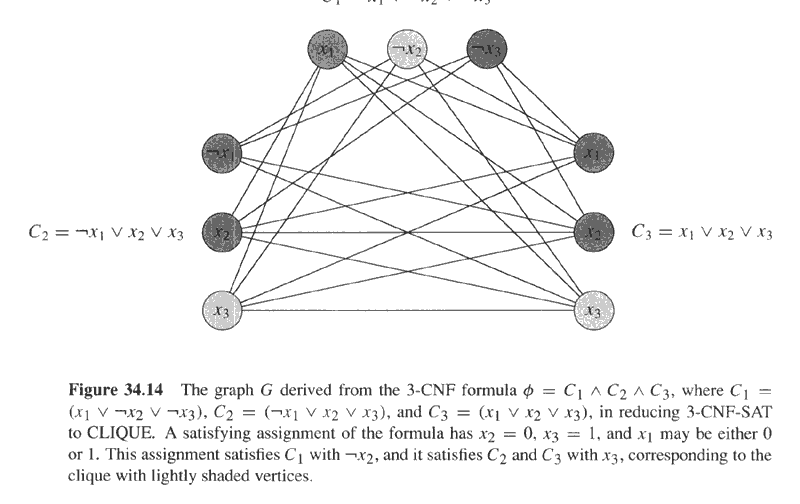 x₁ ¬x₂ ¬x₃
¬x₁ x₁
C₂ = ¬x₁ ∨ x₂ ∨ x₃ x₂ x₂ C₃ = x₁ ∨ x₂ ∨ x₃
x₃ x₃
Figure 34.14 The graph G derived from the 3-CNF formula ϕ = C₁ ∧ C₂ ∧ C₃, where C₁ =
(x₁ ∨ ¬x₂ ∨ ¬x₃), C₂ = (¬x₁ ∨ x₂ ∨ x₃), and C₃ = (x₁ ∨ x₂ ∨ x₃), in reducing 3-CNF-SAT
to CLIQUE. A satisfying assignment of the formula has x₂ = 0, x₃ = 1, and x₁ may be either 0
or 1. This assignment satisfies C₁ with ¬x₂, and it satisfies C₂ and C₃ with x₃, corresponding to the
clique with lightly shaded vertices.